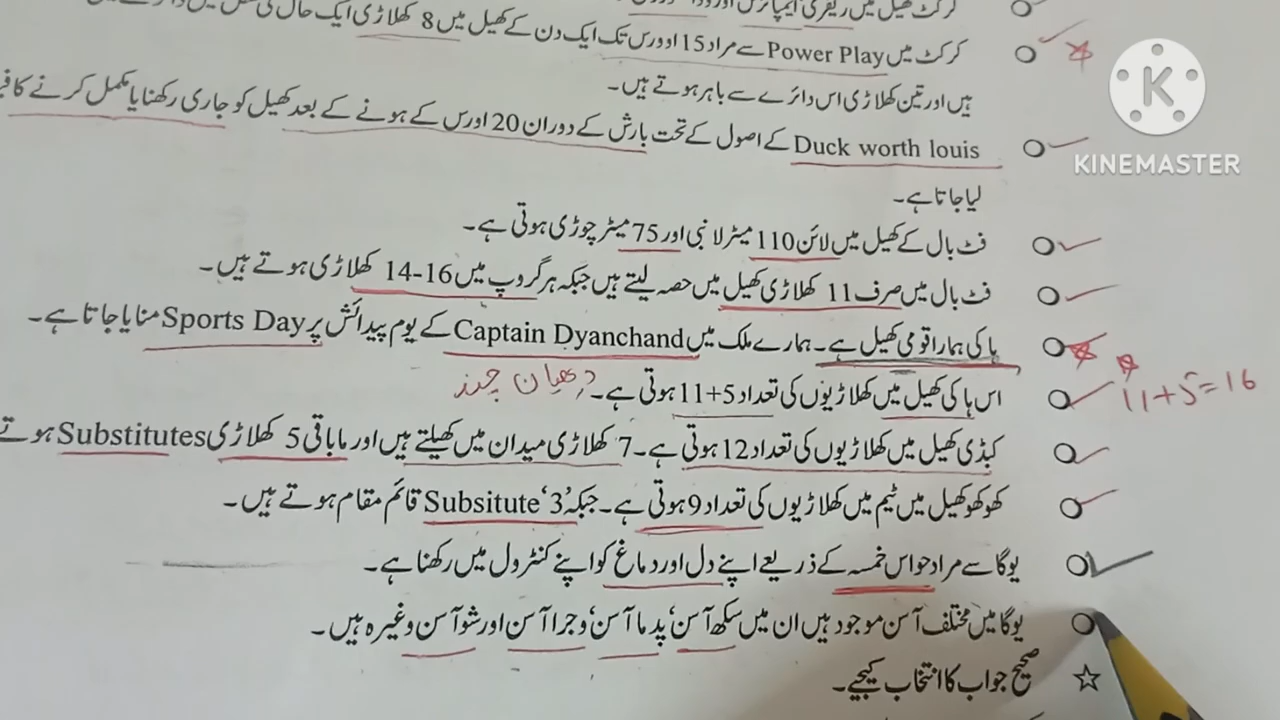 کرکٹ کھیل میں ریفری ایمپائرس اور
کرکٹ میں Power Play سے مراد 15 اوورس تک ایک دن کے کھیل میں 8 کھلاڑی ایک حال کی
ہیں اور تین کھلاڑی اس دائرے سے باہر ہوتے ہیں۔
Duck worth louis کے اصول کے تحت بارش کے دوران 20 اورس کے ہونے کے بعد کھیل کو جاری رکھنا یا مکمل کرنے کا
لیا جاتا ہے۔
فٹ بال کے کھیل میں لائن 110 میٹر لانبی اور 75 میٹر چوڑی ہوتی ہے۔
فٹ بال میں صرف 11 کھلاڑی کھیل میں حصہ لیتے ہیں جبکہ ہر گروپ میں 16-14 کھلاڑی ہوتے ہیں۔
ہاکی ہمارا قومی کھیل ہے۔ ہمارے ملک میں Captain Dyanchand کے یوم پیدائش پر Sports Day منایا جاتا ہے۔
دھیان چند
اس ہاکی کھیل میں کھلاڑیوں کی تعداد 5+11 ہوتی ہے۔
11+5=16
کبڈی کھیل میں کھلاڑیوں کی تعداد 12 ہوتی ہے۔ 7 کھلاڑی میدان میں کھیلتے ہیں اور ماباقی 5 کھلاڑی Substitutes ہوتے
کھوکھو کھیل میں ٹیم میں کھلاڑیوں کی تعداد 9 ہوتی ہے۔ جبکہ '3' Subsitute قائم مقام ہوتے ہیں۔
یوگا سے مراد حواس خمسہ کے ذریعے اپنے دل اور دماغ کو اپنے کنٹرول میں رکھنا ہے۔
یوگا میں مختلف آسن موجود ہیں ان میں سکھ آسن، پدما آسن، وجرا آسن اور شو آسن وغیرہ ہیں۔
صحیح جواب کا انتخاب کیجیے۔
K
KINEMASTER